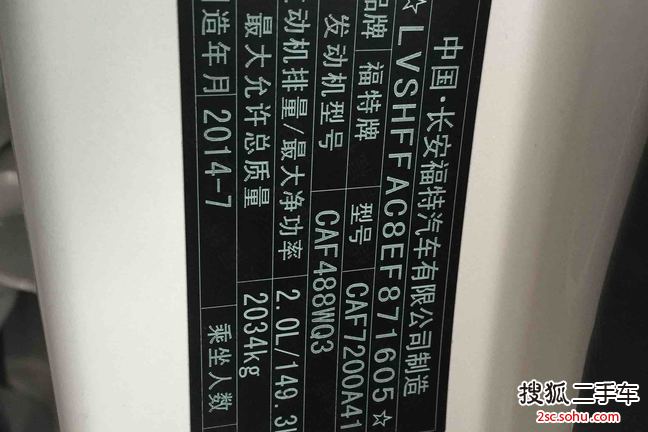 中国·长安福特汽车有限公司制造
☆LVSHFFAC8EF871605☆
品牌 福特牌 型号 CAF7200A41
发动机型号 CAF488WQ3
发动机排量/最大净功率 2.0L/149.3
最大允许总质量 2034kg
制造年月 2014-7 乘坐人数
搜狐二手车
2sc.sohu.com